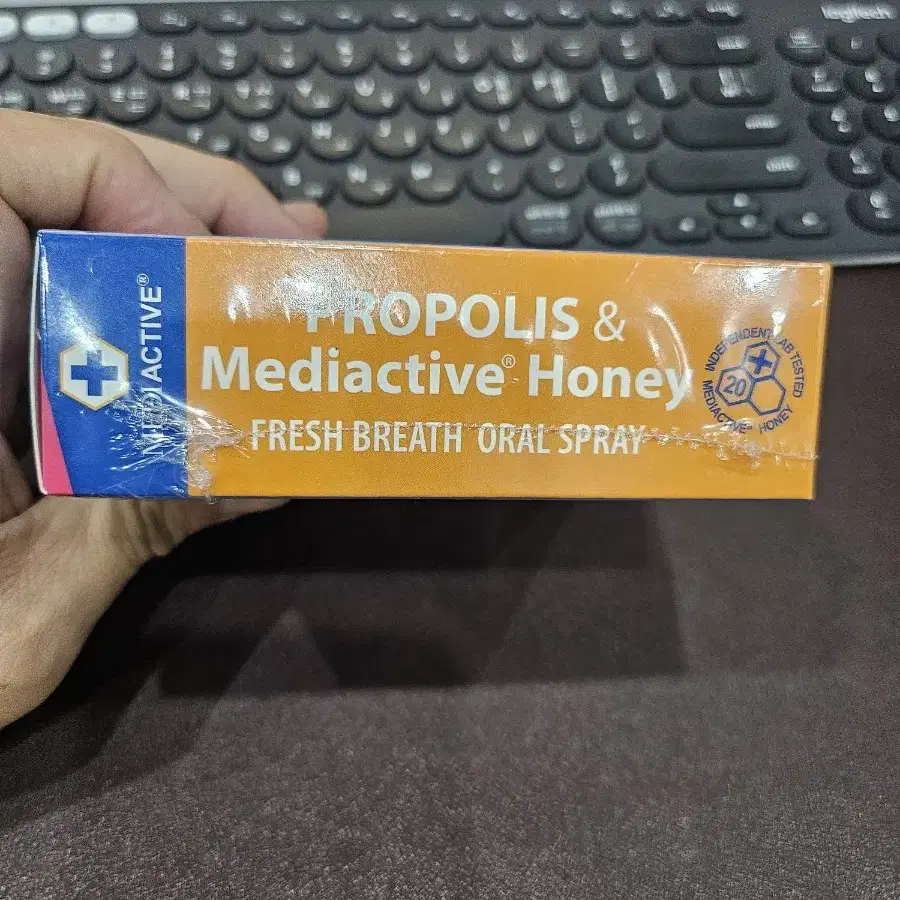 MEDIACTIVE®
PROPOLIS &
Mediactive® Honey
FRESH BREATH ORAL SPRAY
INDEPENDENT LAB TESTED
20+
MEDIACTIVE® HONEY
logitech